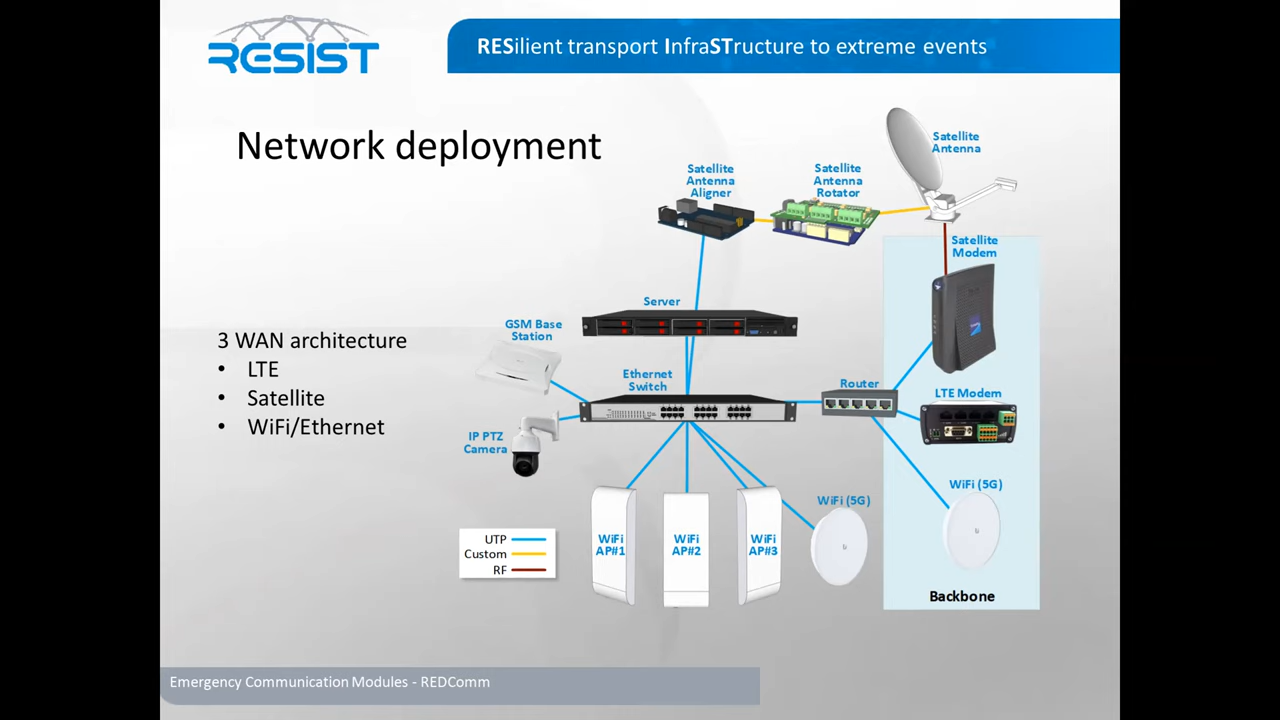 RESIST
RESilient transport InfraSTructure to extreme events
Network deployment
3 WAN architecture
• LTE
• Satellite
• WiFi/Ethernet
Satellite
Antenna
Satellite
Antenna
Aligner
Satellite
Antenna
Rotator
Satellite
Modem
Server
GSM Base
Station
Ethernet
Switch
Router
LTE Modem
IP PTZ
Camera
WiFi (5G)
WiFi (5G)
WiFi
AP#1
WiFi
AP#2
WiFi
AP#3
UTP
Custom
RF
Backbone
Emergency Communication Modules - REDComm